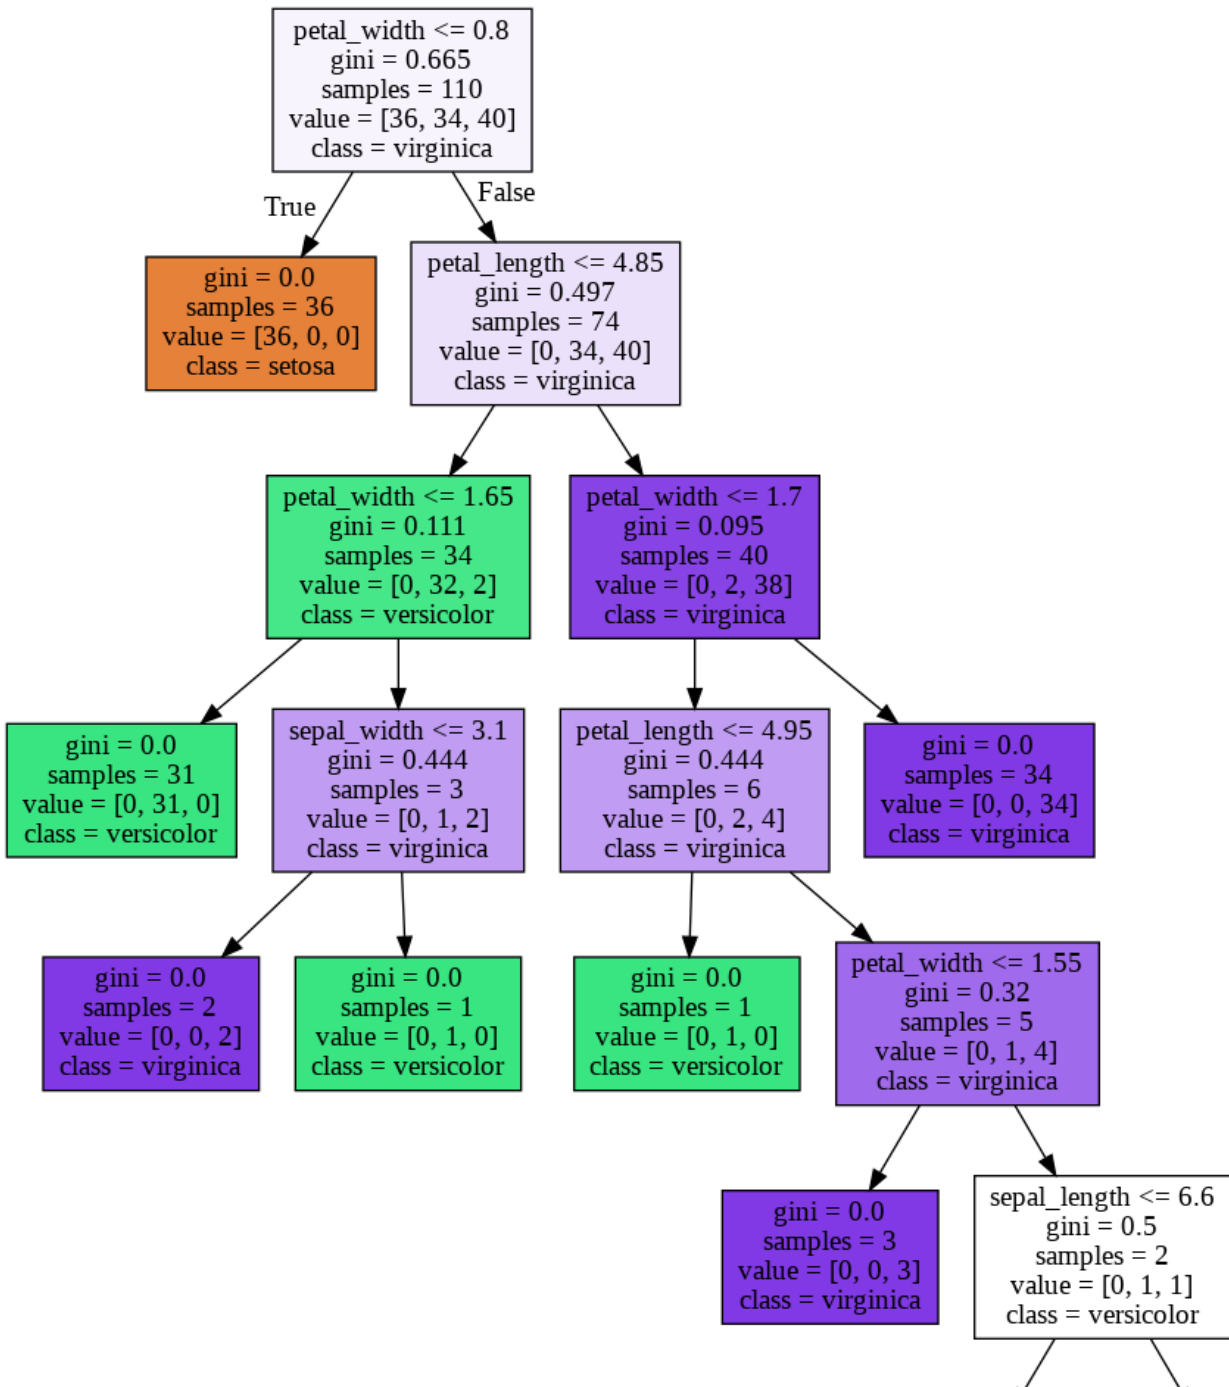 petal_width <= 0.8
gini = 0.665
samples = 110
value = [36, 34, 40]
class = virginica
True
False
gini = 0.0
samples = 36
value = [36, 0, 0]
class = setosa
petal_length <= 4.85
gini = 0.497
samples = 74
value = [0, 34, 40]
class = virginica
petal_width <= 1.65
gini = 0.111
samples = 34
value = [0, 32, 2]
class = versicolor
petal_width <= 1.7
gini = 0.095
samples = 40
value = [0, 2, 38]
class = virginica
gini = 0.0
samples = 31
value = [0, 31, 0]
class = versicolor
sepal_width <= 3.1
gini = 0.444
samples = 3
value = [0, 1, 2]
class = virginica
petal_length <= 4.95
gini = 0.444
samples = 6
value = [0, 2, 4]
class = virginica
gini = 0.0
samples = 34
value = [0, 0, 34]
class = virginica
gini = 0.0
samples = 2
value = [0, 0, 2]
class = virginica
gini = 0.0
samples = 1
value = [0, 1, 0]
class = versicolor
gini = 0.0
samples = 1
value = [0, 1, 0]
class = versicolor
petal_width <= 1.55
gini = 0.32
samples = 5
value = [0, 1, 4]
class = virginica
gini = 0.0
samples = 3
value = [0, 0, 3]
class = virginica
sepal_length <= 6.6
gini = 0.5
samples = 2
value = [0, 1, 1]
class = versicolor